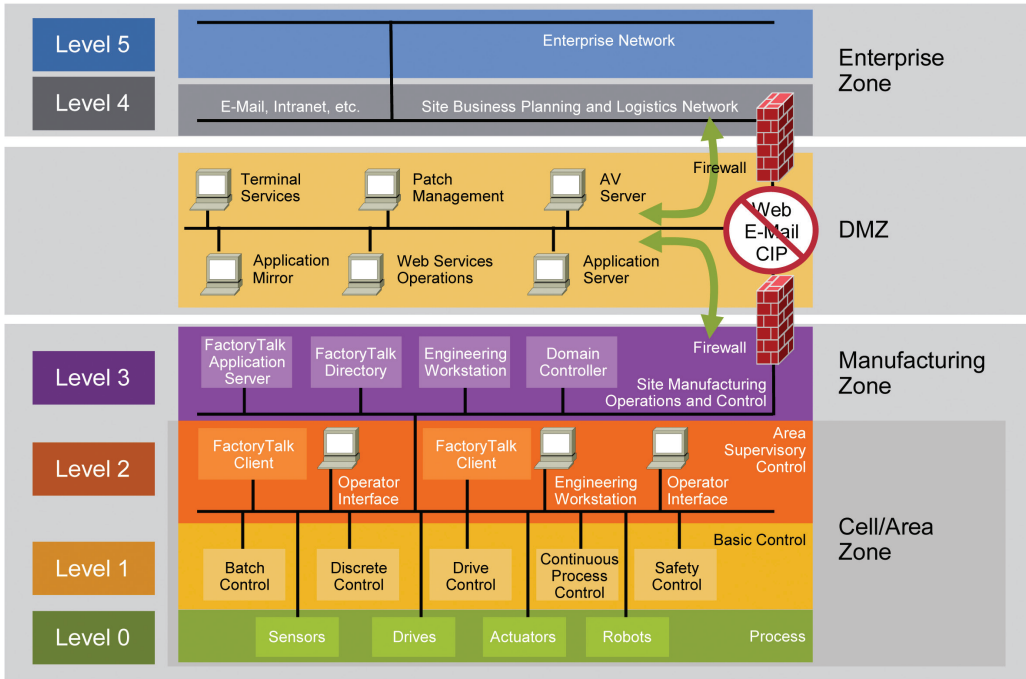 Level 5
Enterprise Network
Enterprise
Zone
Level 4
E-Mail, Intranet, etc.
Site Business Planning and Logistics Network
Firewall
Terminal
Services
Patch
Management
AV
Server
Web
E-Mail
CIP
DMZ
Application
Mirror
Web Services
Operations
Application
Server
Firewall
Level 3
FactoryTalk
Application
Server
FactoryTalk
Directory
Engineering
Workstation
Domain
Controller
Site Manufacturing
Operations and Control
Manufacturing
Zone
Level 2
FactoryTalk
Client
Operator
Interface
FactoryTalk
Client
Engineering
Workstation
Operator
Interface
Area
Supervisory
Control
Cell/Area
Zone
Level 1
Basic Control
Batch
Control
Discrete
Control
Drive
Control
Continuous
Process
Control
Safety
Control
Level 0
Sensors
Drives
Actuators
Robots
Process